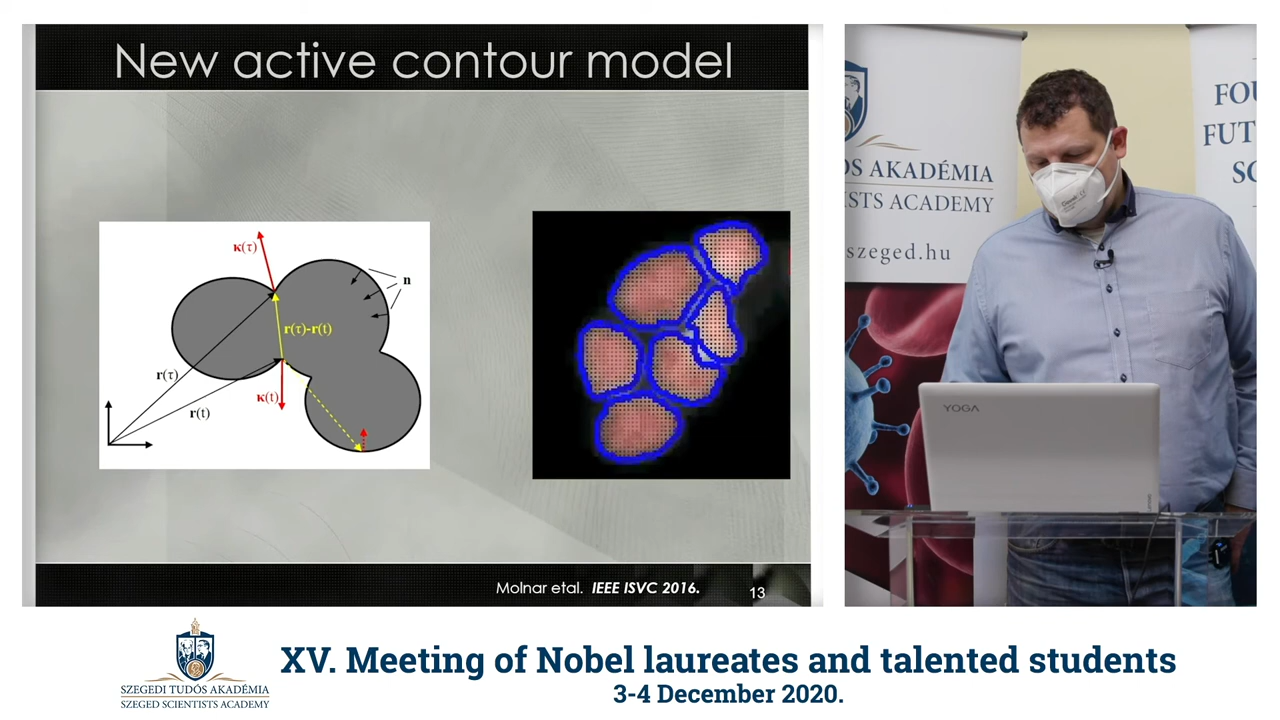 New active contour model
κ(τ)
n
r(τ)-r(t)
r(τ)
κ(t)
r(t)
Molnar etal. IEEE ISVC 2016.
13
OS AKADÉMIA
ISTS ACADEMY
szeged.hu
FOU
FUT
SC
YOGA
SZEGEDI TUDÓS AKADÉMIA
SZEGED SCIENTISTS ACADEMY
XV. Meeting of Nobel laureates and talented students
3-4 December 2020.